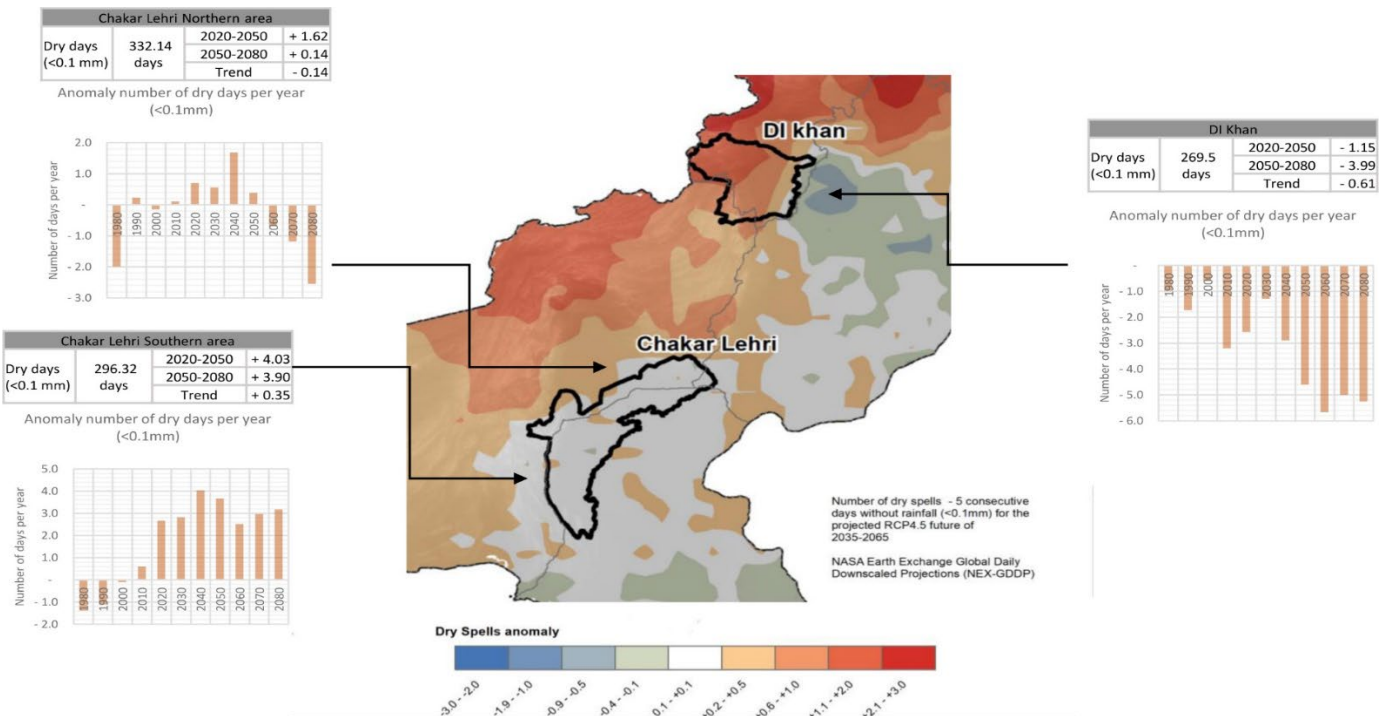 Chakar Lehri Northern area
Dry days (<0.1 mm) 332.14 days 2020-2050 + 1.62
2050-2080 + 0.14
Trend - 0.14
Anomaly number of dry days per year
(<0.1mm)
Number of days per year
2.0
1.0
-
- 1.0
- 2.0
- 3.0
1980 1990 2000 2010 2020 2030 2040 2050 2060 2070 2080
Chakar Lehri Southern area
Dry days (<0.1 mm) 296.32 days 2020-2050 + 4.03
2050-2080 + 3.90
Trend + 0.35
Anomaly number of dry days per year
(<0.1mm)
Number of days per year
5.0
4.0
3.0
2.0
1.0
-
- 1.0
- 2.0
1980 1990 2000 2010 2020 2030 2040 2050 2060 2070 2080
DI khan
Chakar Lehri
Number of dry spells - 5 consecutive
days without rainfall (<0.1mm) for the
projected RCP4.5 future of
2035-2065
NASA Earth Exchange Global Daily
Downscaled Projections (NEX-GDDP)
Dry Spells anomaly
-3.0 - -2.0
-1.9 - -1.0
-0.9 - -0.5
-0.4 - -0.1
0.1 - +0.1
+0.2 - +0.5
+0.6 - +1.0
+1.1 - +2.0
+2.1 - +3.0
DI Khan
Dry days (<0.1 mm) 269.5 days 2020-2050 - 1.15
2050-2080 - 3.99
Trend - 0.61
Anomaly number of dry days per year
(<0.1mm)
Number of days per year
-
- 1.0
- 2.0
- 3.0
- 4.0
- 5.0
- 6.0
1980 1990 2000 2010 2020 2030 2040 2050 2060 2070 2080